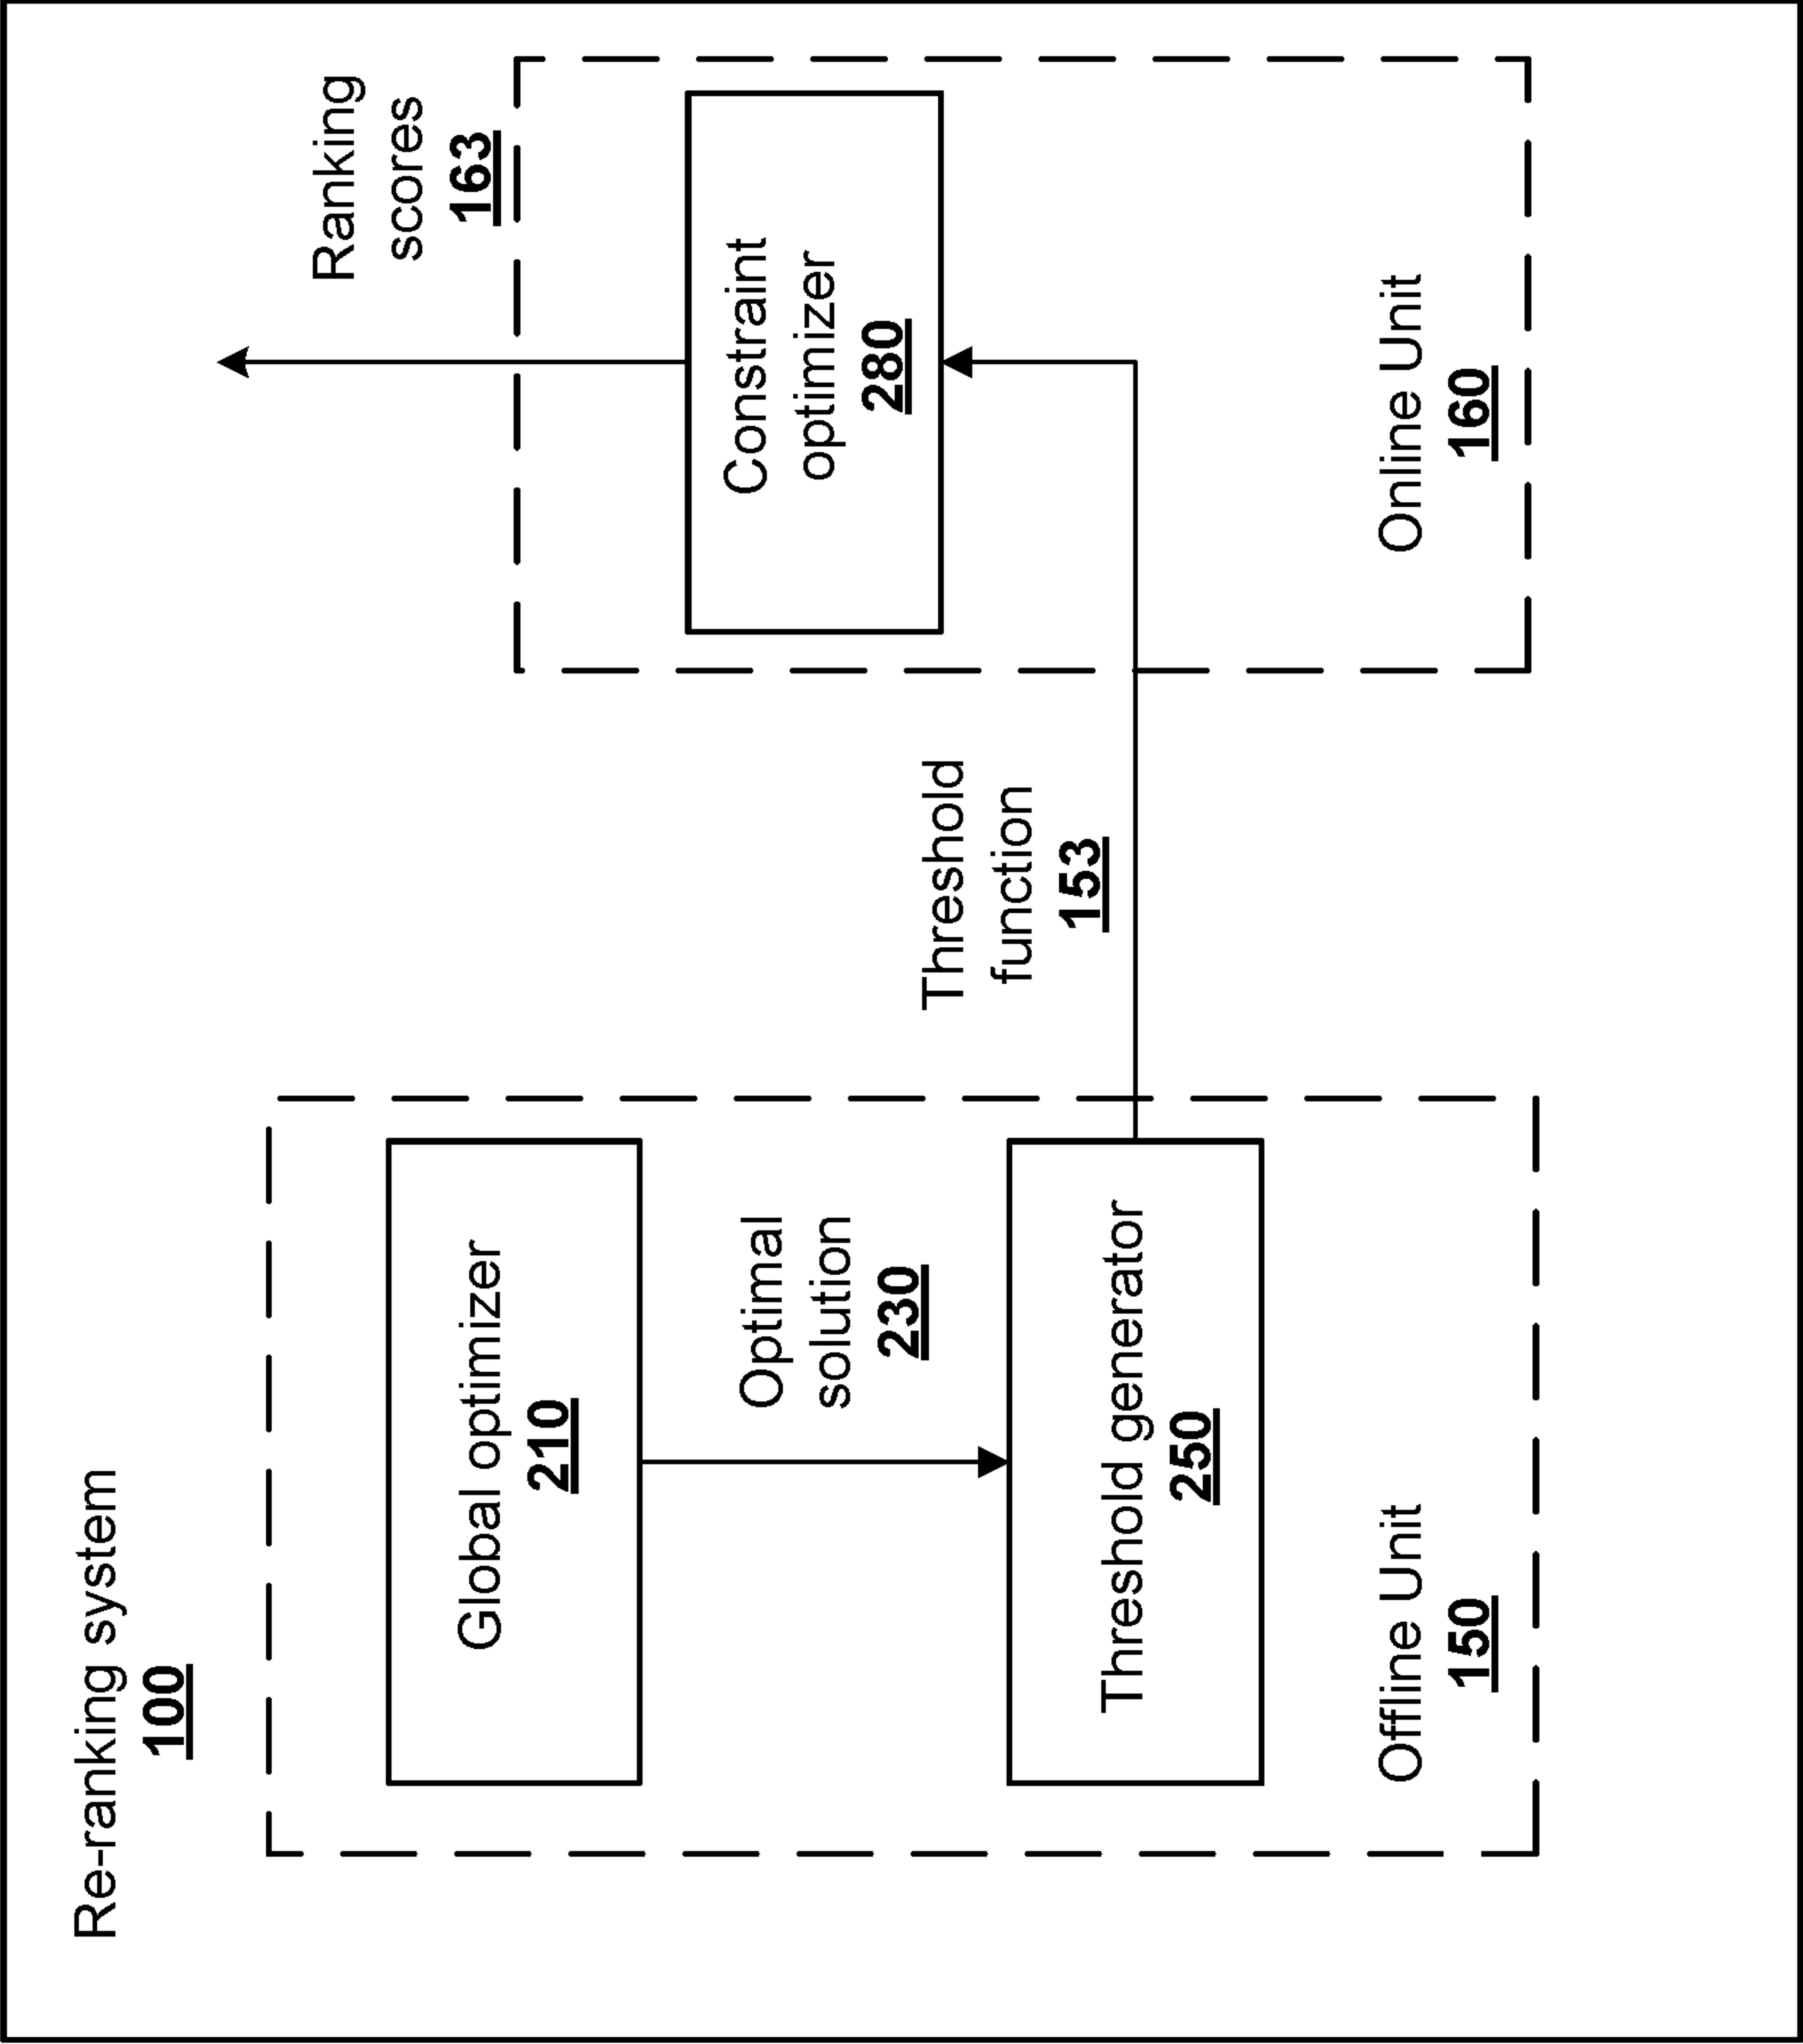 Re-ranking system
100
Global optimizer
210
Optimal
solution
230
Threshold generator
250
Offline Unit
150
Threshold
function
153
Ranking
scores
163
Constraint
optimizer
280
Online Unit
160